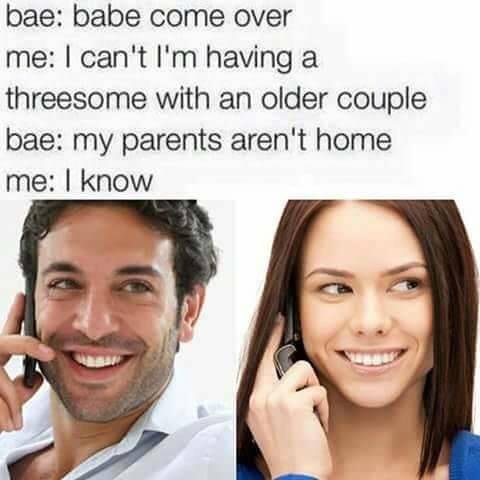 bae: babe come over
me: I can't I'm having a
threesome with an older couple
bae: my parents aren't home
me: I know